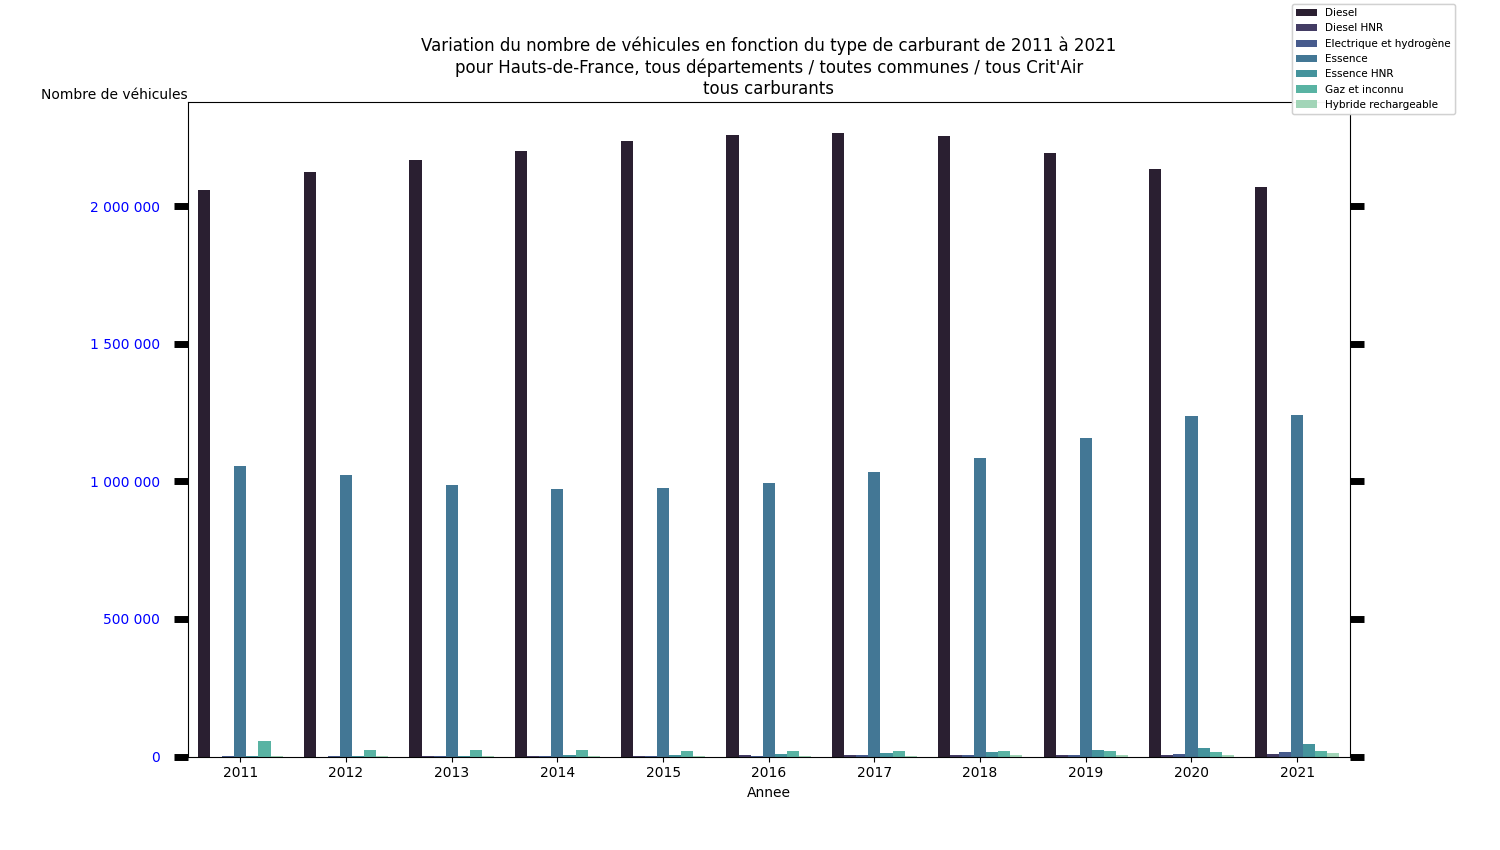 Diesel
Diesel HNR
Electrique et hydrogène
Essence
Essence HNR
Gaz et inconnu
Hybride rechargeable
Variation du nombre de véhicules en fonction du type de carburant de 2011 à 2021
pour Hauts-de-France, tous départements / toutes communes / tous Crit'Air
tous carburants
Nombre de véhicules
2 000 000
1 500 000
1 000 000
500 000
0
2011 2012 2013 2014 2015 2016 2017 2018 2019 2020 2021
Annee